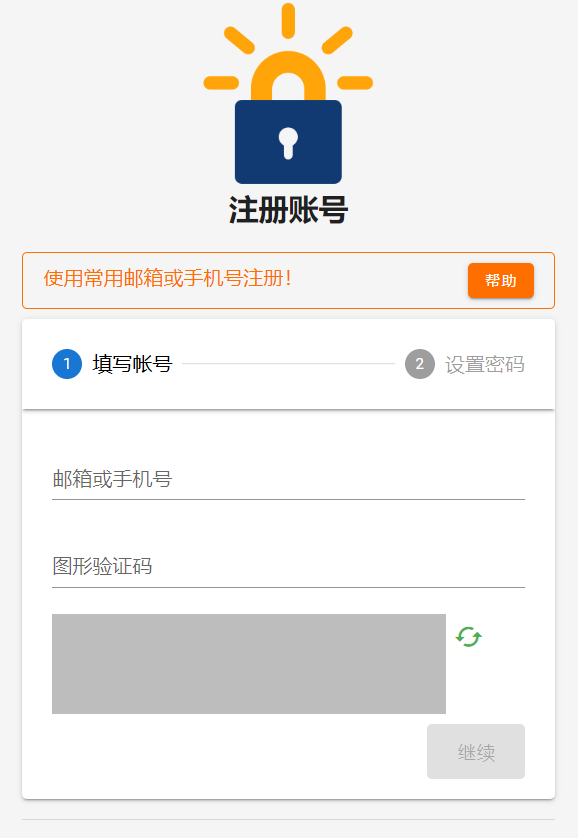 注册账号
使用常用邮箱或手机号注册！
帮助
1 填写帐号
2 设置密码
邮箱或手机号
图形验证码
继续